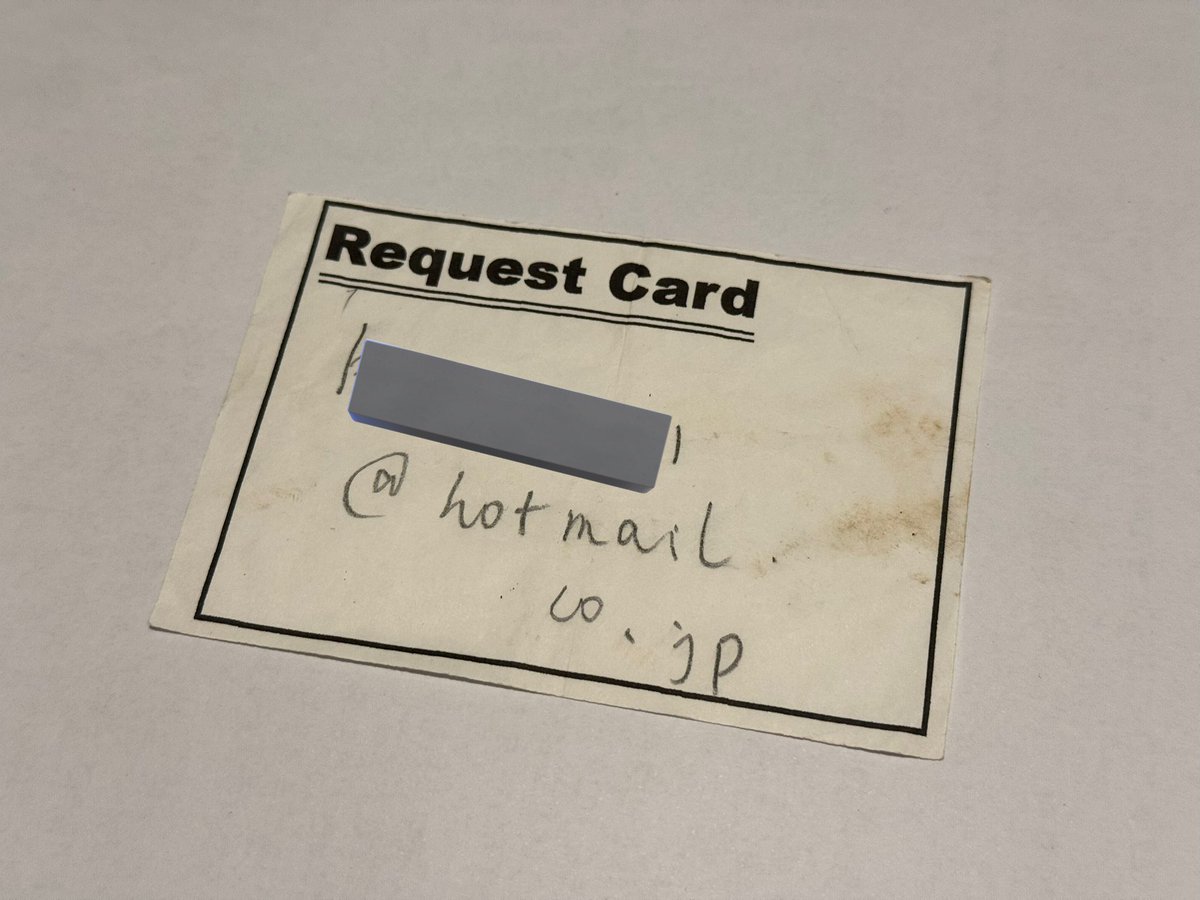 Request Card
@hotmail.
co.jp